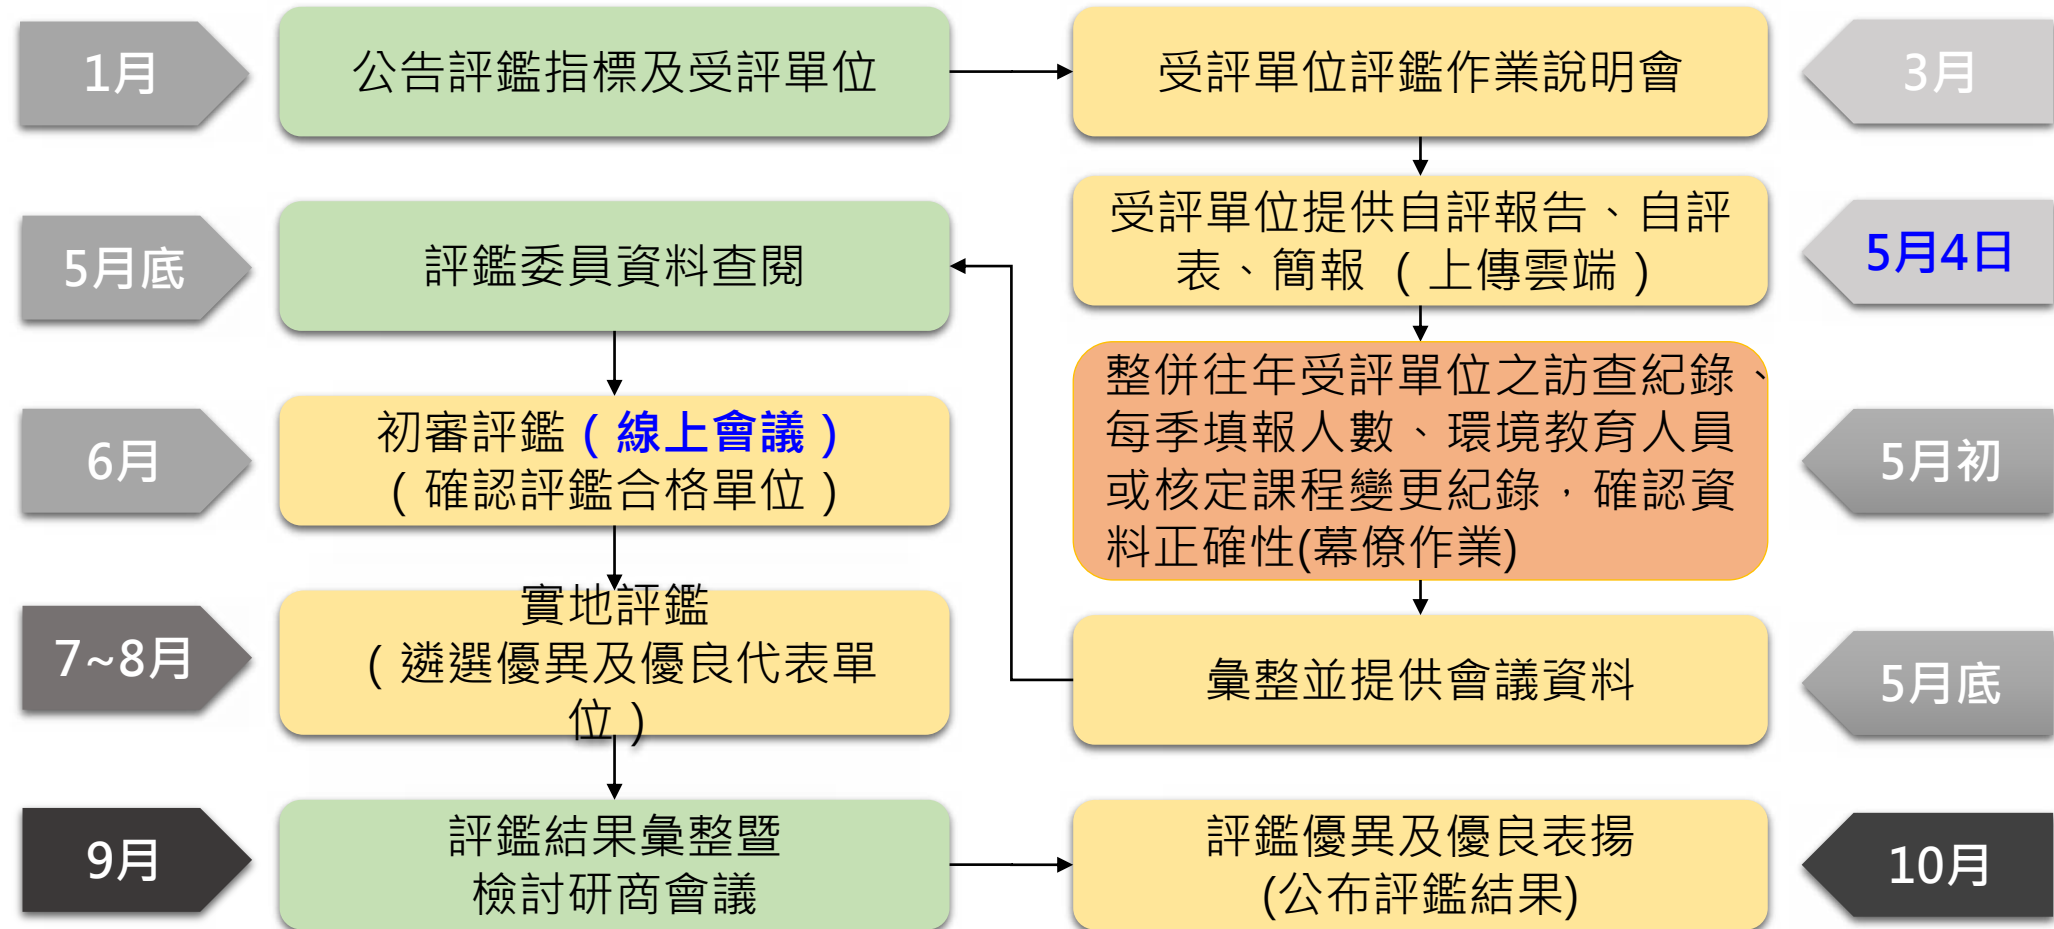 1月
公告評鑑指標及受評單位
受評單位評鑑作業說明會
3月
受評單位提供自評報告、自評
表、簡報（上傳雲端）
5月4日
5月底
評鑑委員資料查閱
整併往年受評單位之訪查紀錄、
每季填報人數、環境教育人員
或核定課程變更紀錄，確認資
料正確性(幕僚作業)
5月初
6月
初審評鑑（線上會議）
（確認評鑑合格單位）
7~8月
實地評鑑
（遴選優異及優良代表單
位）
彙整並提供會議資料
5月底
9月
評鑑結果彙整暨
檢討研商會議
評鑑優異及優良表揚
(公布評鑑結果)
10月